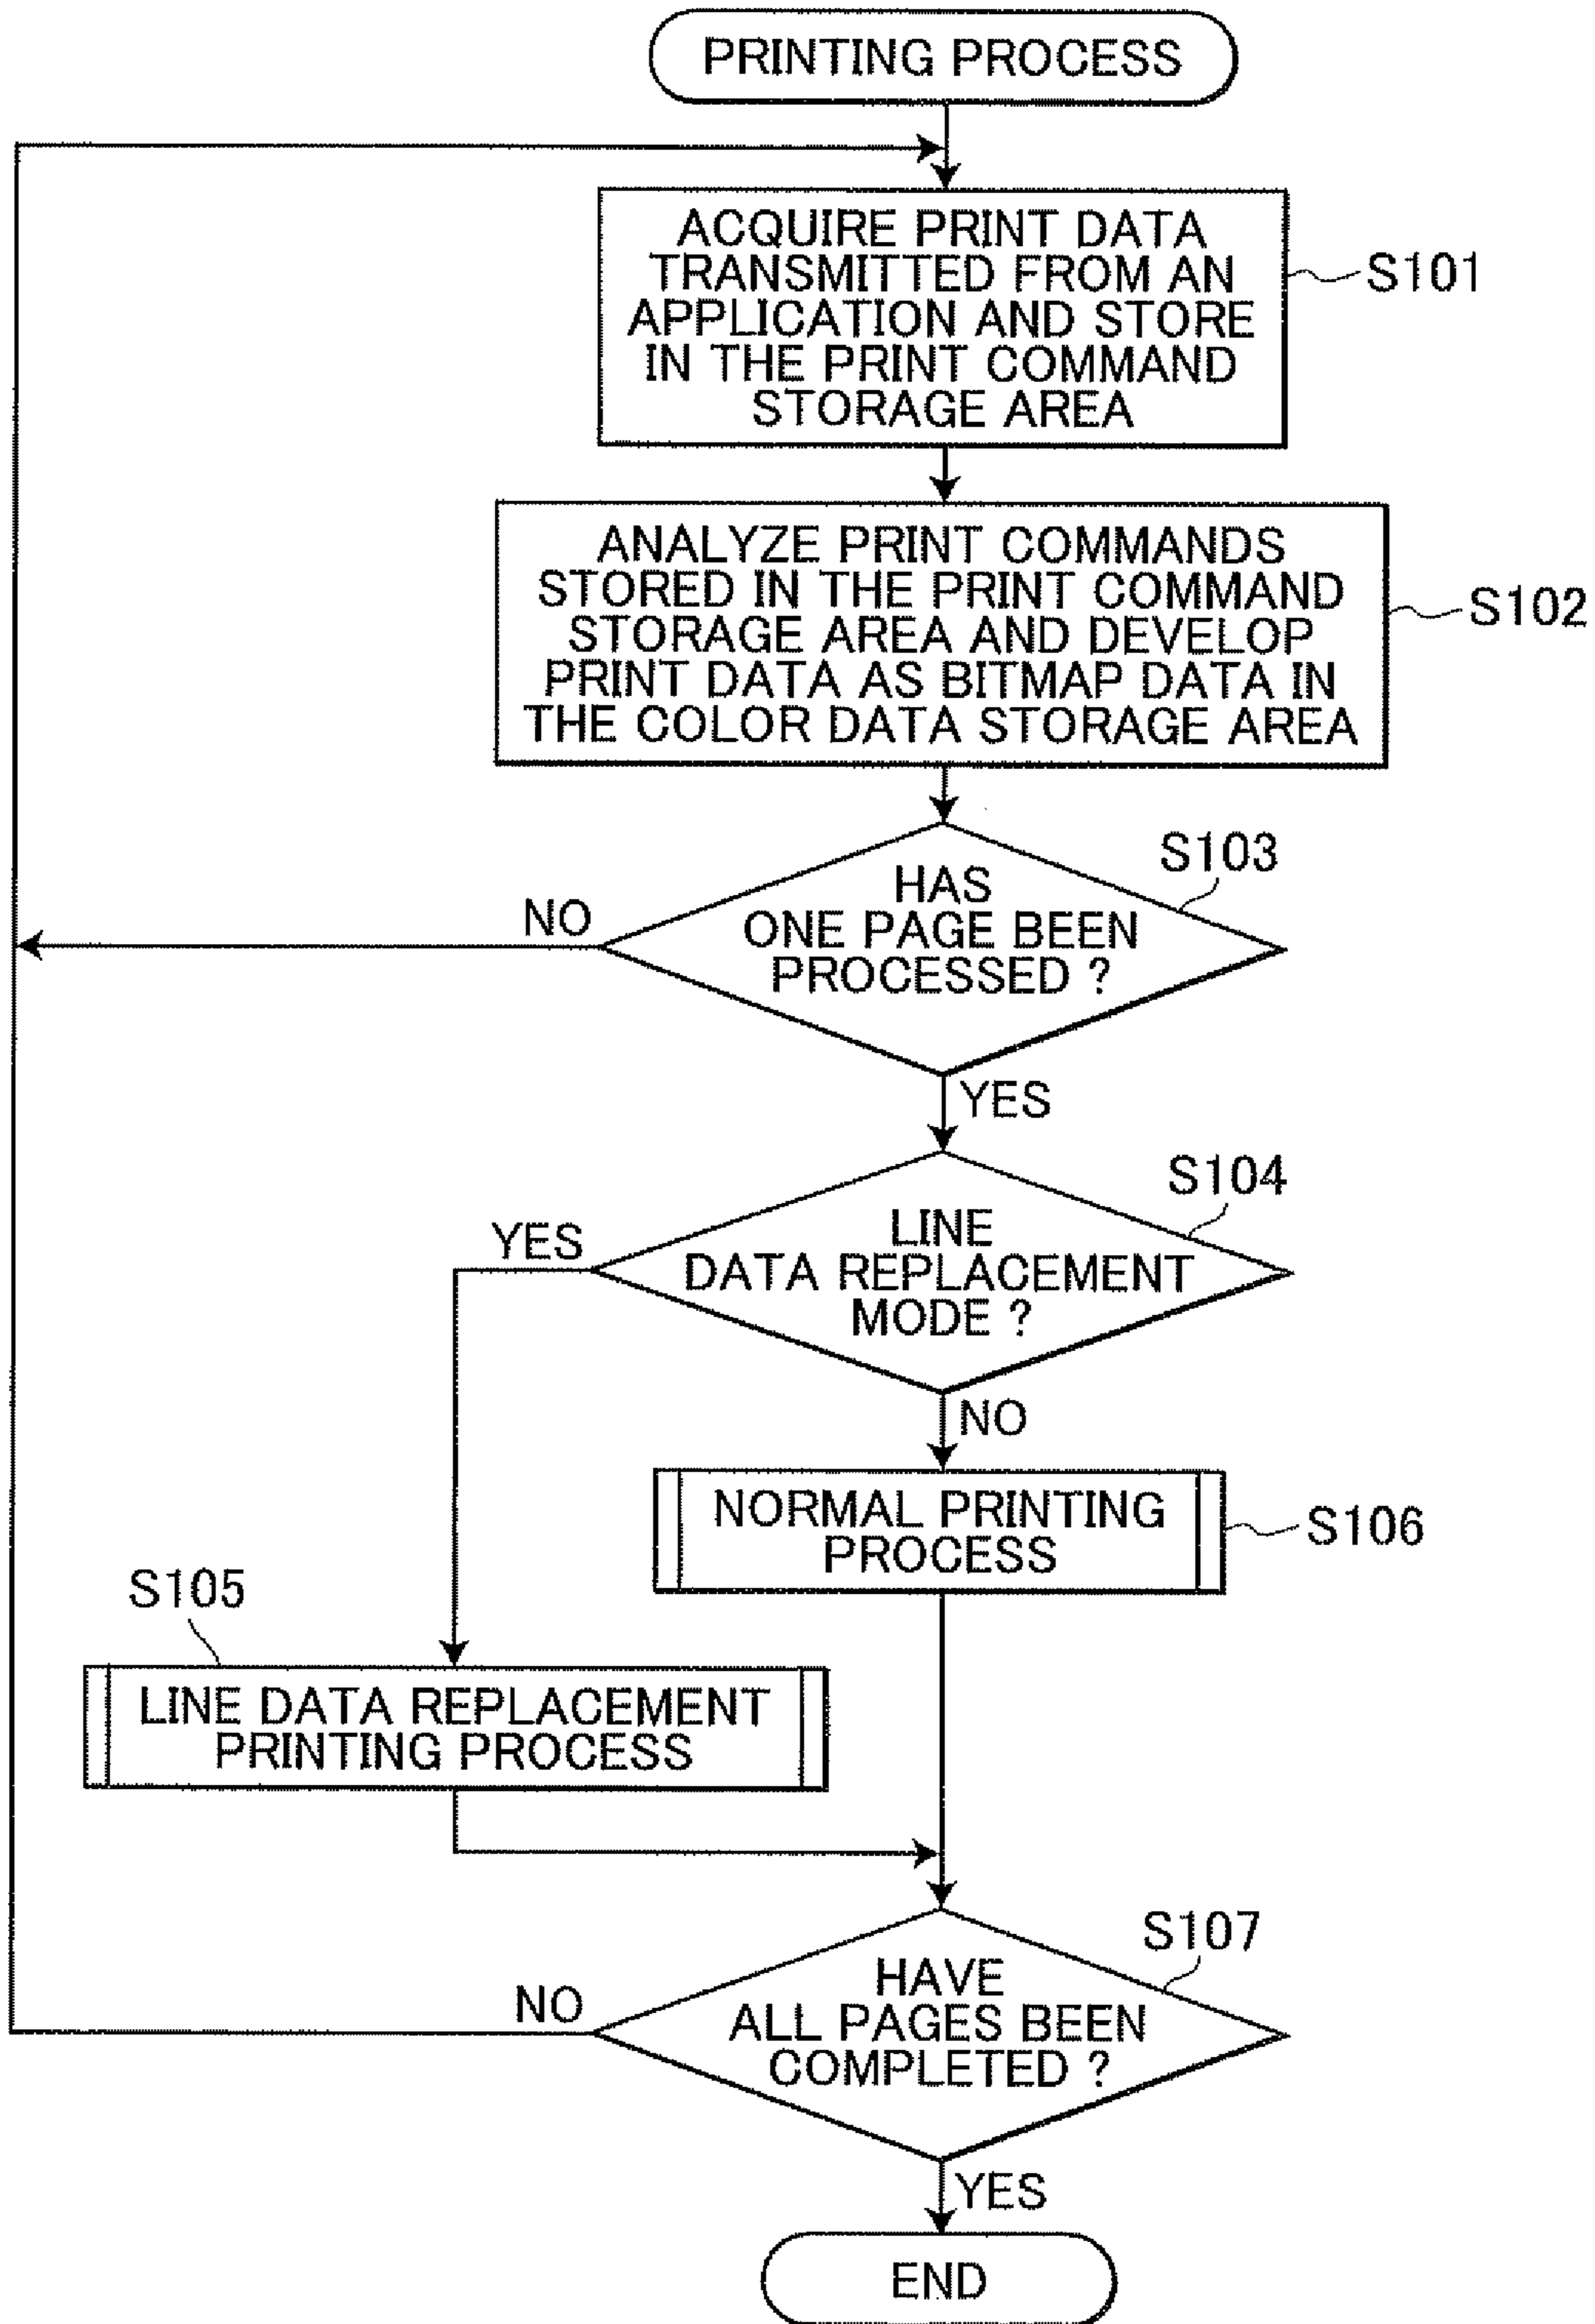 PRINTING PROCESS
ACQUIRE PRINT DATA
TRANSMITTED FROM AN
APPLICATION AND STORE
IN THE PRINT COMMAND
STORAGE AREA
S101
ANALYZE PRINT COMMANDS
STORED IN THE PRINT COMMAND
STORAGE AREA AND DEVELOP
PRINT DATA AS BITMAP DATA IN
THE COLOR DATA STORAGE AREA
S102
S103
HAS
ONE PAGE BEEN
PROCESSED ?
NO
YES
S104
LINE
DATA REPLACEMENT
MODE ?
YES
NO
NORMAL PRINTING
PROCESS
S106
S105
LINE DATA REPLACEMENT
PRINTING PROCESS
S107
HAVE
ALL PAGES BEEN
COMPLETED ?
NO
YES
END